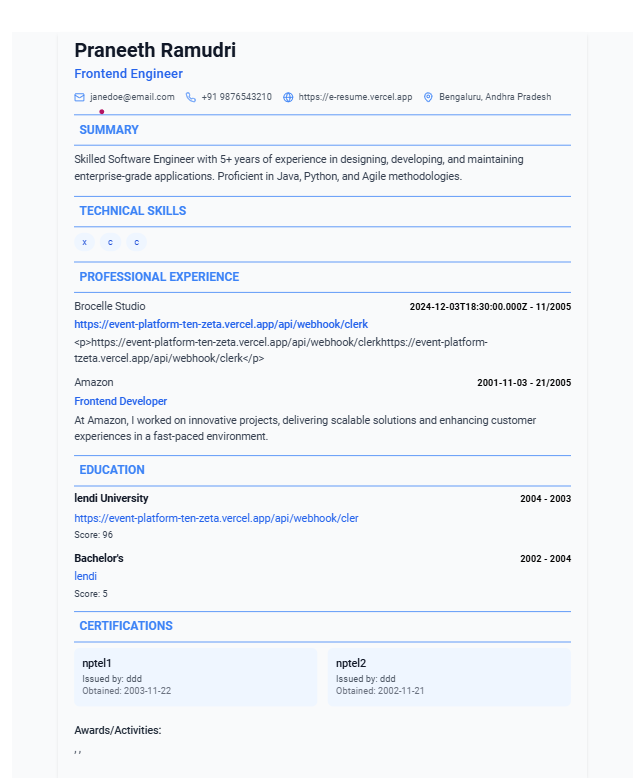 Praneeth Ramudri
Frontend Engineer
janedoe@email.com +91 9876543210 https://e-resume.vercel.app Bengaluru, Andhra Pradesh
SUMMARY
Skilled Software Engineer with 5+ years of experience in designing, developing, and maintaining
enterprise-grade applications. Proficient in Java, Python, and Agile methodologies.
TECHNICAL SKILLS
x c c
PROFESSIONAL EXPERIENCE
Brocelle Studio 2024-12-03T18:30:00.000Z - 11/2005
https://event-platform-ten-zeta.vercel.app/api/webhook/clerk
<p>https://event-platform-ten-zeta.vercel.app/api/webhook/clerkhttps://event-platform-
tzeta.vercel.app/api/webhook/clerk</p>
Amazon 2001-11-03 - 21/2005
Frontend Developer
At Amazon, I worked on innovative projects, delivering scalable solutions and enhancing customer
experiences in a fast-paced environment.
EDUCATION
lendi University 2004 - 2003
https://event-platform-ten-zeta.vercel.app/api/webhook/cler
Score: 96
Bachelor's 2002 - 2004
lendi
Score: 5
CERTIFICATIONS
nptel1 nptel2
Issued by: ddd Issued by: ddd
Obtained: 2003-11-22 Obtained: 2002-11-21
Awards/Activities:
, ,